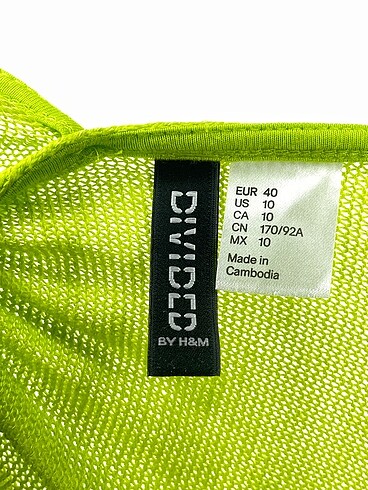 DIVIDED
BY H&M
EUR 40
US 10
CA 10
CN 170/92A
MX 10
Made in
Cambodia